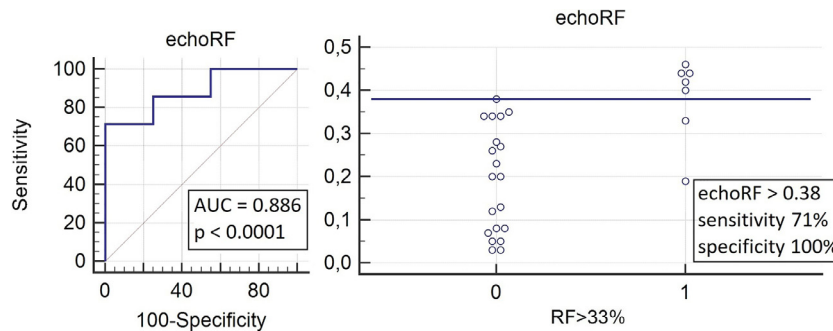 echoRF
Sensitivity
100
80
60
40
20
0
AUC = 0.886
p < 0.0001
0 40 80
100-Specificity
echoRF
0,5
0,4
0,3
0,2
0,1
0,0
echoRF > 0.38
sensitivity 71%
specificity 100%
0 1
RF>33%